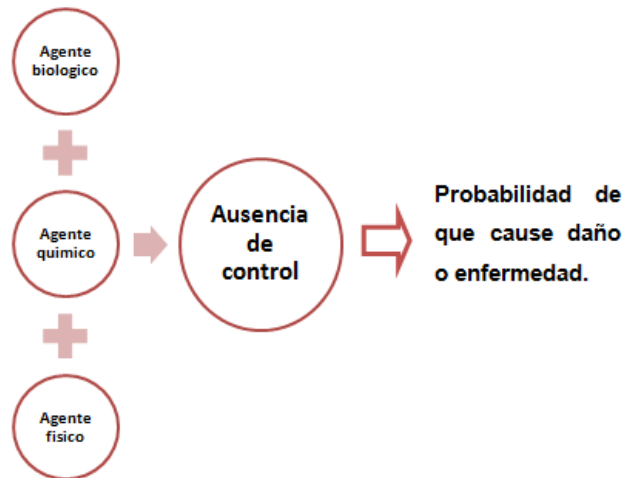 Agente
biologico
Agente
quimico
Agente
fisico
Ausencia
de
control
Probabilidad de
que cause daño
o enfermedad.